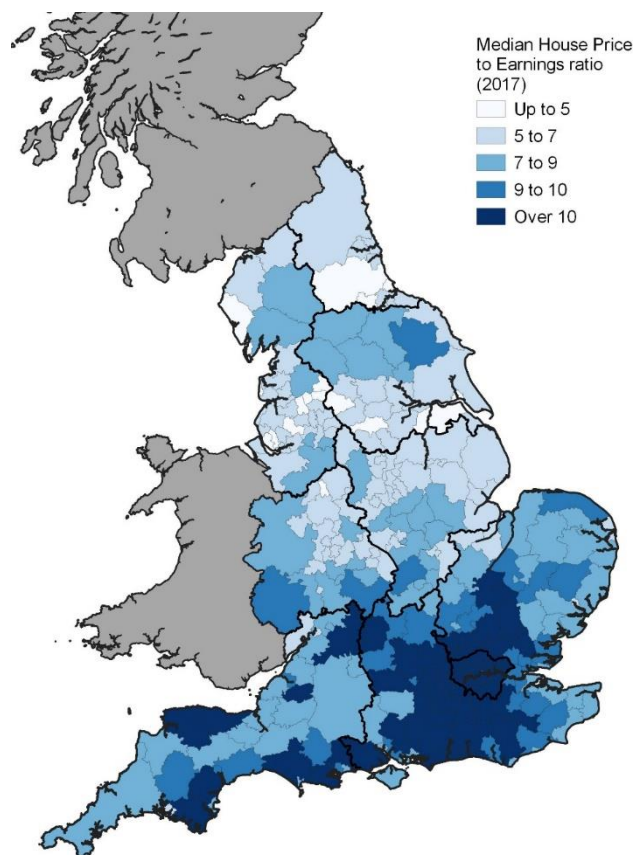 Median House Price
to Earnings ratio
(2017)
Up to 5
5 to 7
7 to 9
9 to 10
Over 10